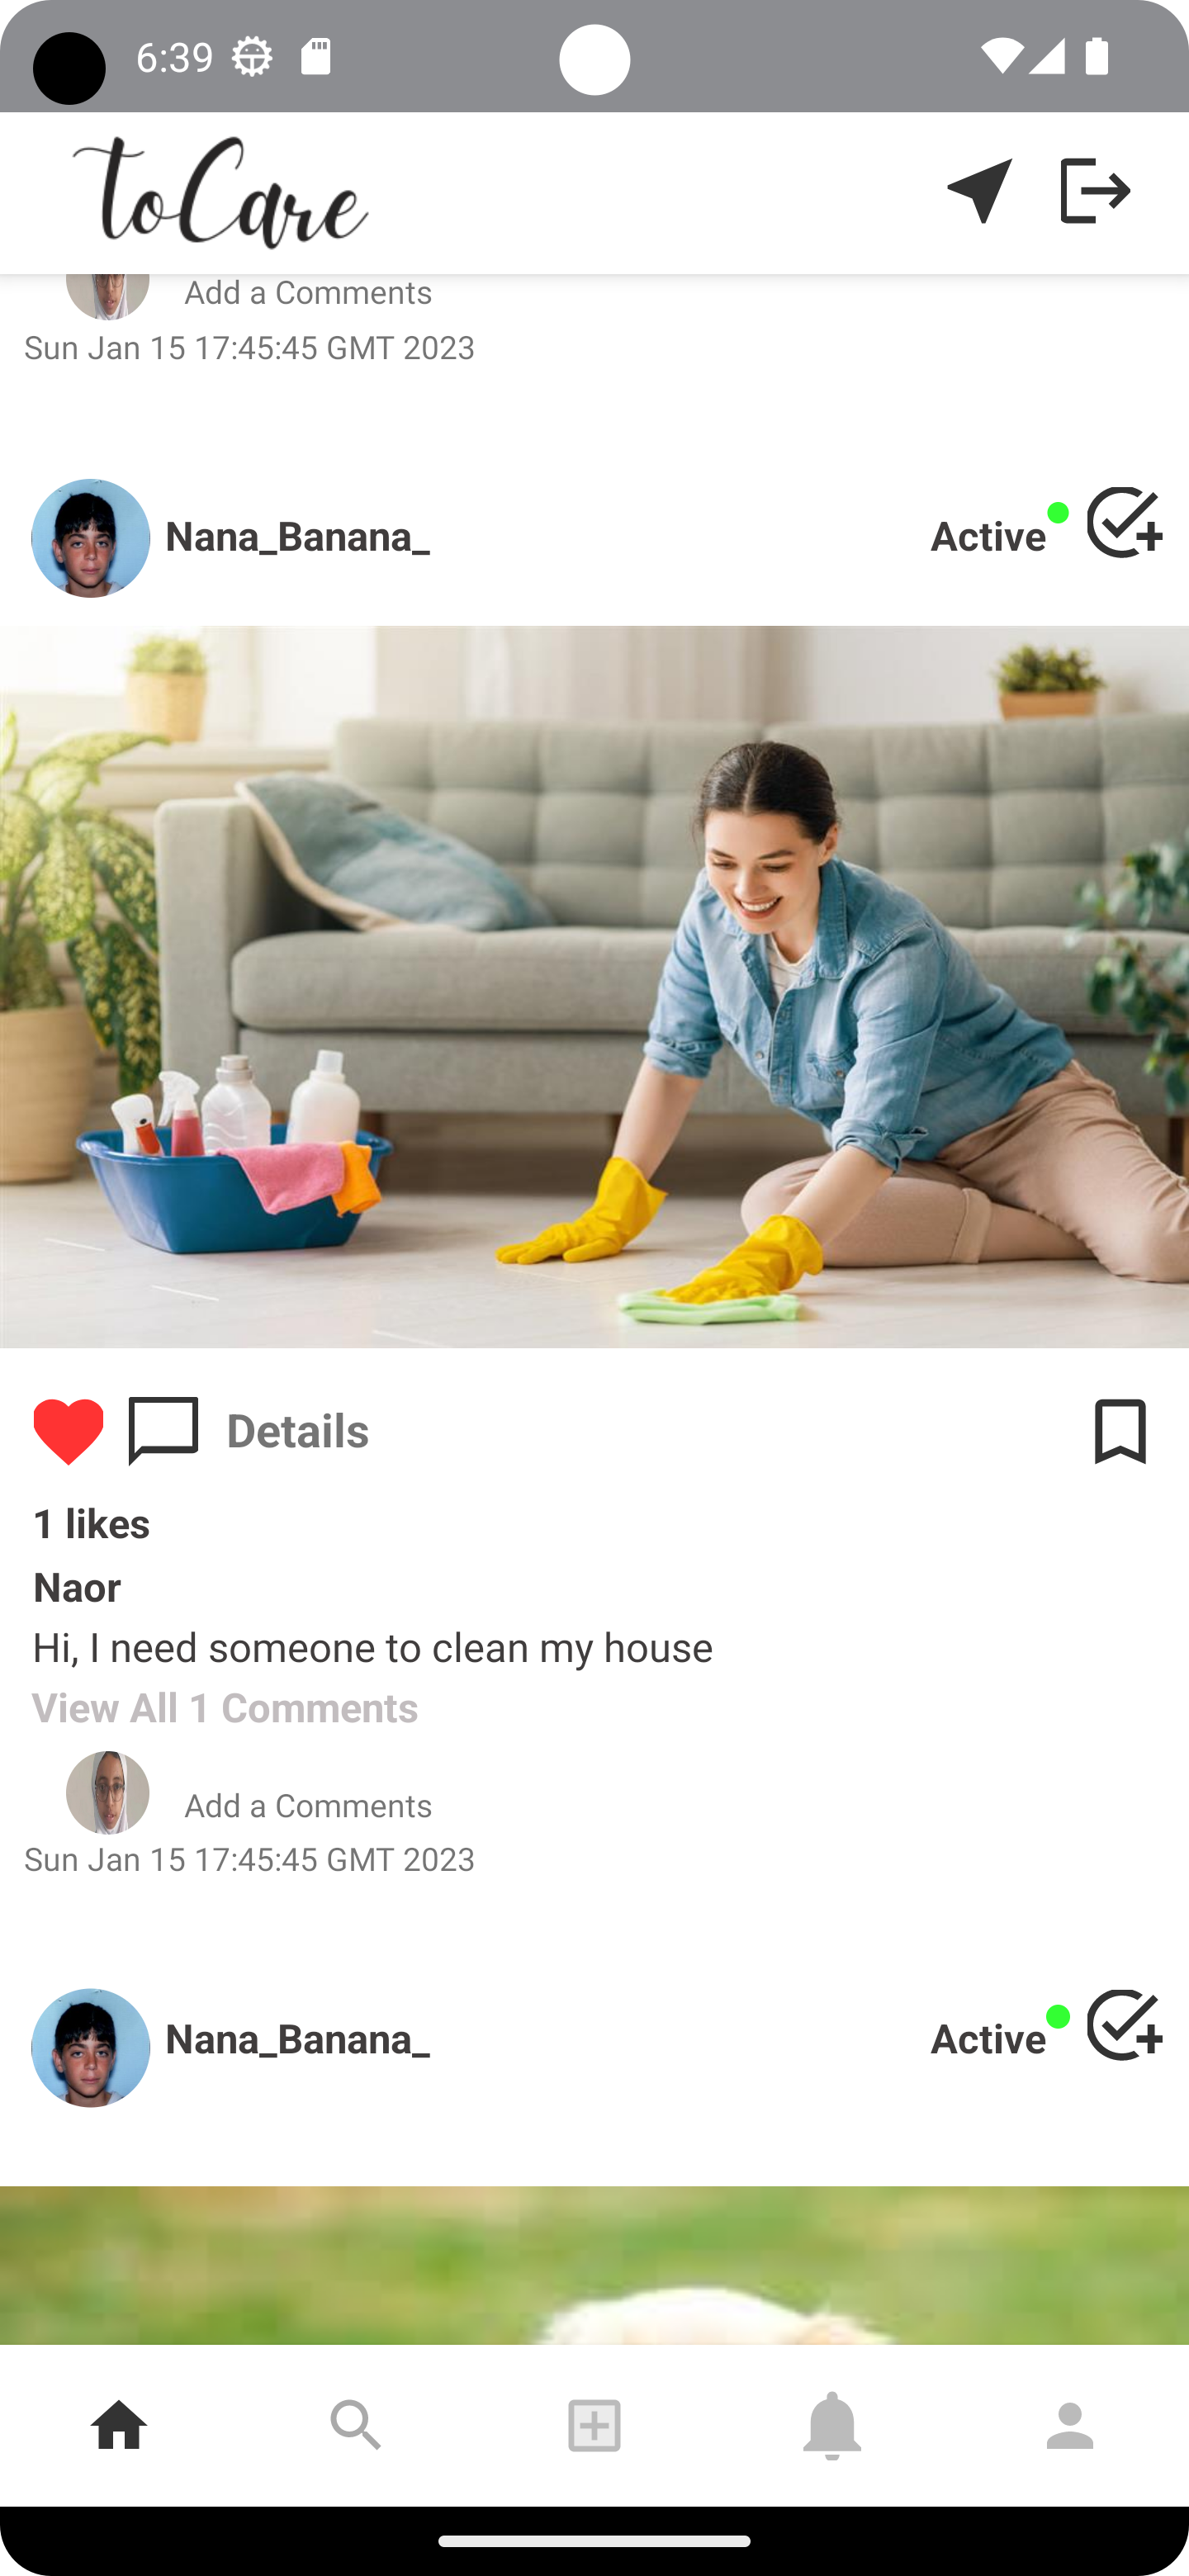 6:39
toCare
Add a Comments
Sun Jan 15 17:45:45 GMT 2023
Nana_Banana_
Active
Details
1 likes
Naor
Hi, I need someone to clean my house
View All 1 Comments
Add a Comments
Sun Jan 15 17:45:45 GMT 2023
Nana_Banana_
Active